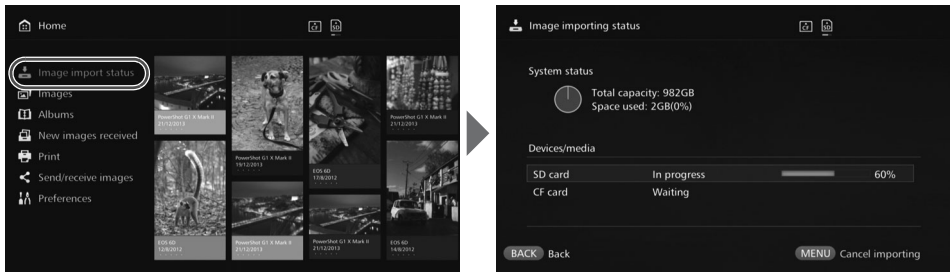 Home
CF
SD
Image import status
Images
Albums
New images received
Print
Send/receive images
Preferences
PowerShot G1 X Mark II
21/12/2013
EOS 6D
12/8/2012
PowerShot G1 X Mark II
19/12/2013
PowerShot G1 X Mark II
21/12/2013
EOS 6D
17/8/2012
PowerShot G1 X Mark II
21/12/2013
PowerShot G1 X Mark II
21/12/2013
EOS 6D
14/8/2012
Image importing status
CF
SD
System status
Total capacity: 982GB
Space used: 2GB(0%)
Devices/media
SD card In progress 60%
CF card Waiting
BACK Back
MENU Cancel importing